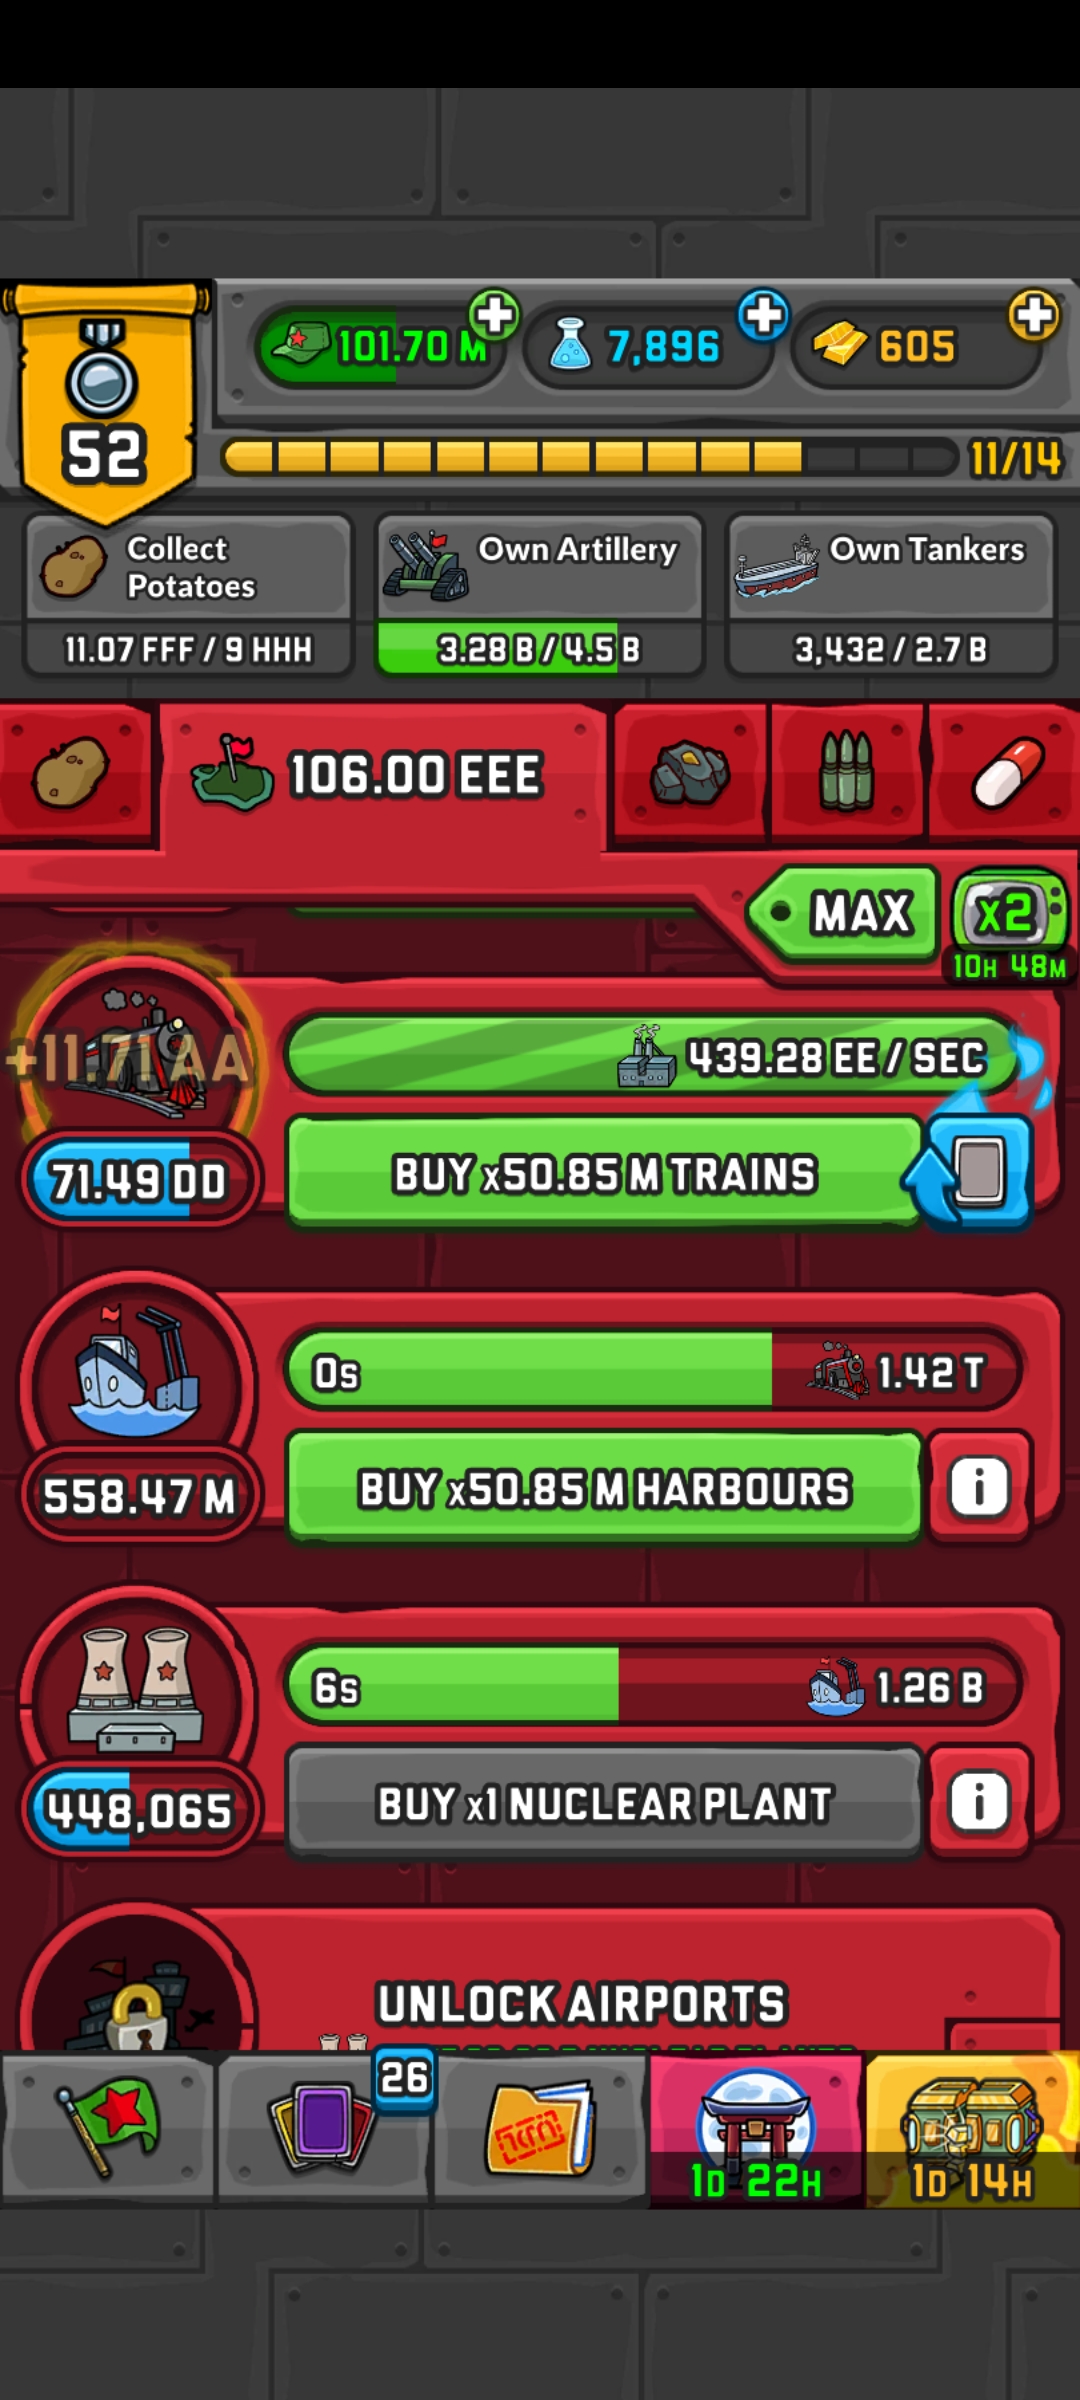 101.70 M
7,896
605
52
11/14
Collect
Potatoes
11.07 FFF / 9 HHH
Own Artillery
3.28 B / 4.5 B
Own Tankers
3,432 / 2.7 B
106.00 EEE
MAX
x2
10H 48M
+11.71 AA
439.28 EE / SEC
71.49 DD
BUY x50.85 M TRAINS
0s
1.42 T
558.47 M
BUY x50.85 M HARBOURS
6s
1.26 B
448,065
BUY x1 NUCLEAR PLANT
UNLOCK AIRPORTS
26
1D 22H
1D 14H